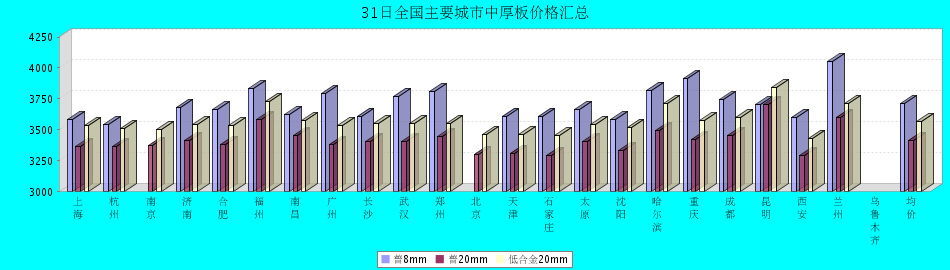 31日全国主要城市中厚板价格汇总
4250
4000
3750
3500
3250
3000
上海
杭州
南京
济南
合肥
福州
南昌
广州
长沙
武汉
郑州
北京
天津
石家庄
太原
沈阳
哈尔滨
重庆
成都
昆明
西安
兰州
乌鲁木齐
均价
普8mm 普20mm 低合金20mm